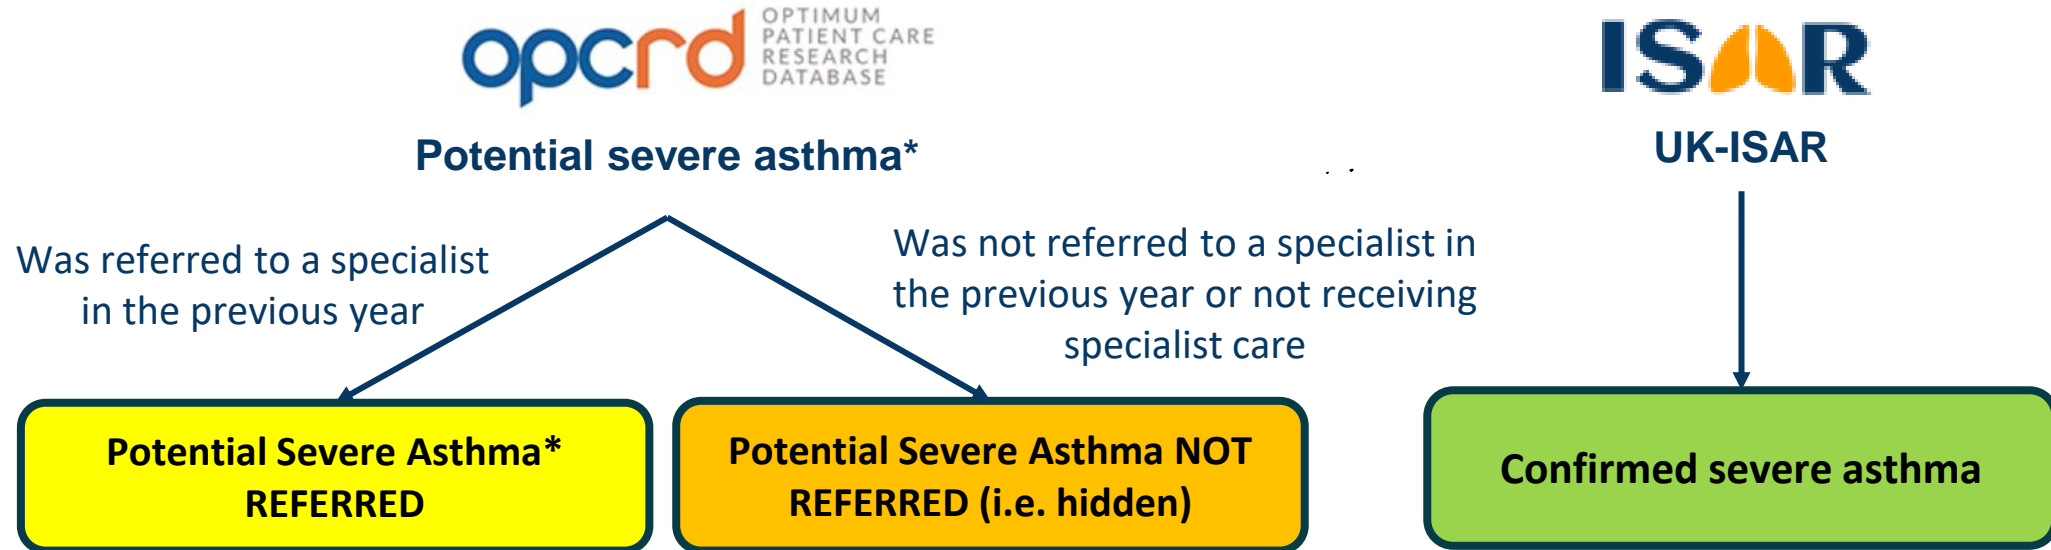 opcrd
OPTIMUM
PATIENT CARE
RESEARCH
DATABASE
ISAR
Potential severe asthma*
UK-ISAR
Was referred to a specialist
in the previous year
Was not referred to a specialist in
the previous year or not receiving
specialist care
Potential Severe Asthma*
REFERRED
Potential Severe Asthma NOT
REFERRED (i.e. hidden)
Confirmed severe asthma